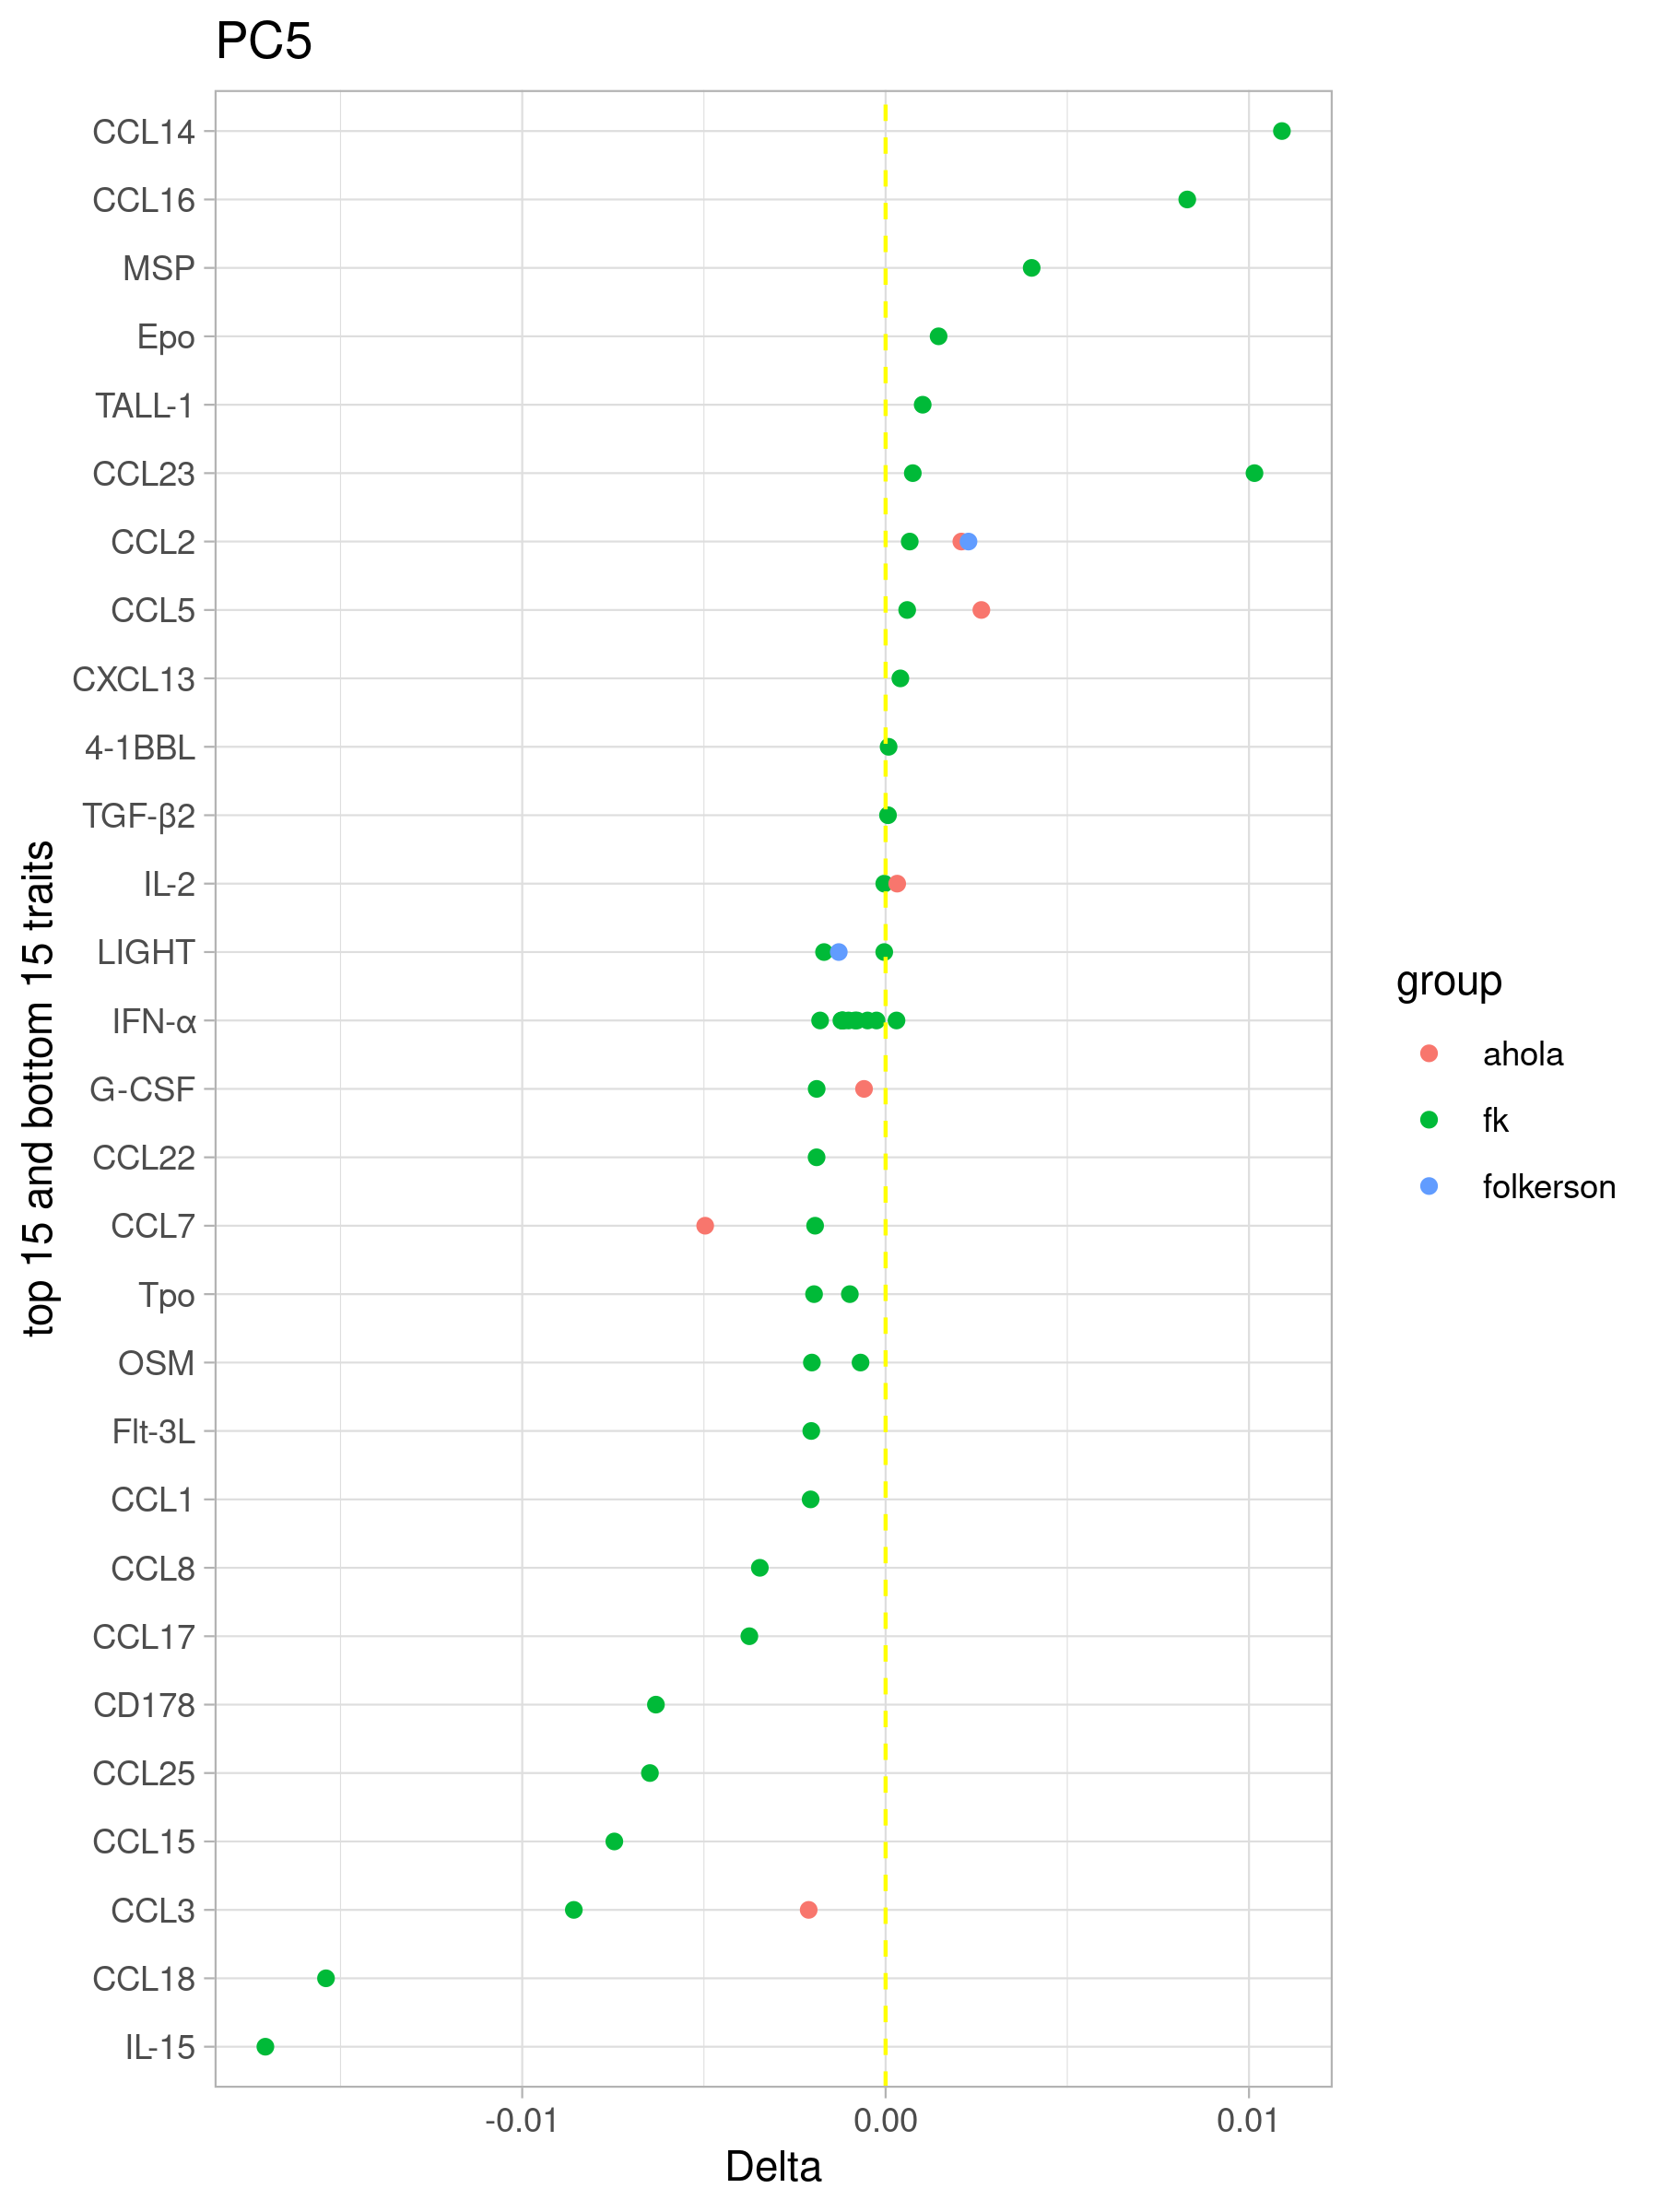 PC5
CCL14
CCL16
MSP
Epo
TALL-1
CCL23
CCL2
CCL5
CXCL13
4-1BBL
TGF-β2
IL-2
LIGHT
IFN-α
G-CSF
CCL22
CCL7
Tpo
OSM
Flt-3L
CCL1
CCL8
CCL17
CD178
CCL25
CCL15
CCL3
CCL18
IL-15
top 15 and bottom 15 traits
-0.01 0.00 0.01
Delta
group
ahola
fk
folkerson